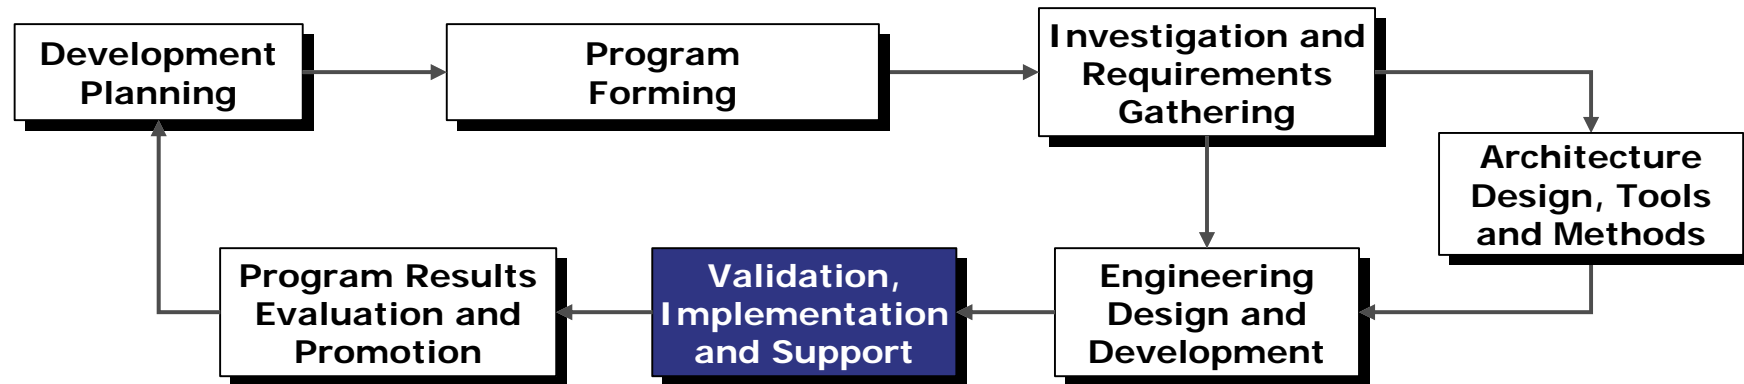 Development
Planning
Program
Forming
Investigation and
Requirements
Gathering
Architecture
Design, Tools
and Methods
Program Results
Evaluation and
Promotion
Validation,
Implementation
and Support
Engineering
Design and
Development